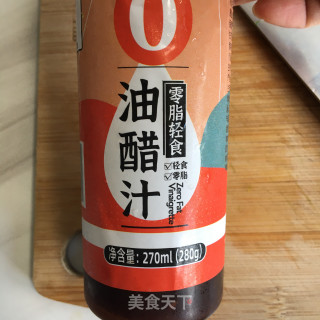 0
油醋汁
零脂轻食
轻食
零脂
Zero Fat
Vinaigrette
净含量：270ml (280g)
美食天下